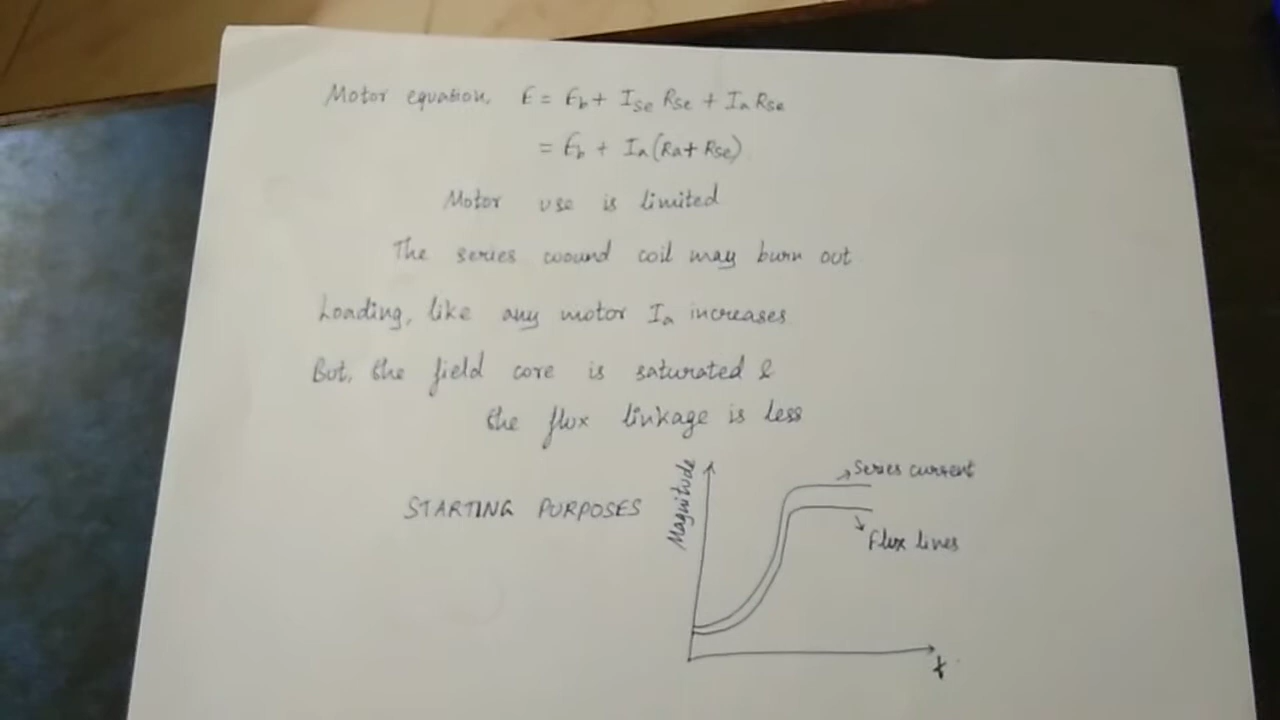 Motor equation, E = Eb + Ise Rse + Ia Rse
= Eb + Ia (Ra + Rse)
Motor use is limited
The series wound coil may burn out
Loading, like any motor Ia increases
But, the field core is saturated &
the flux linkage is less
STARTING PURPOSES
Magnitude
Series current
Flux lines
t